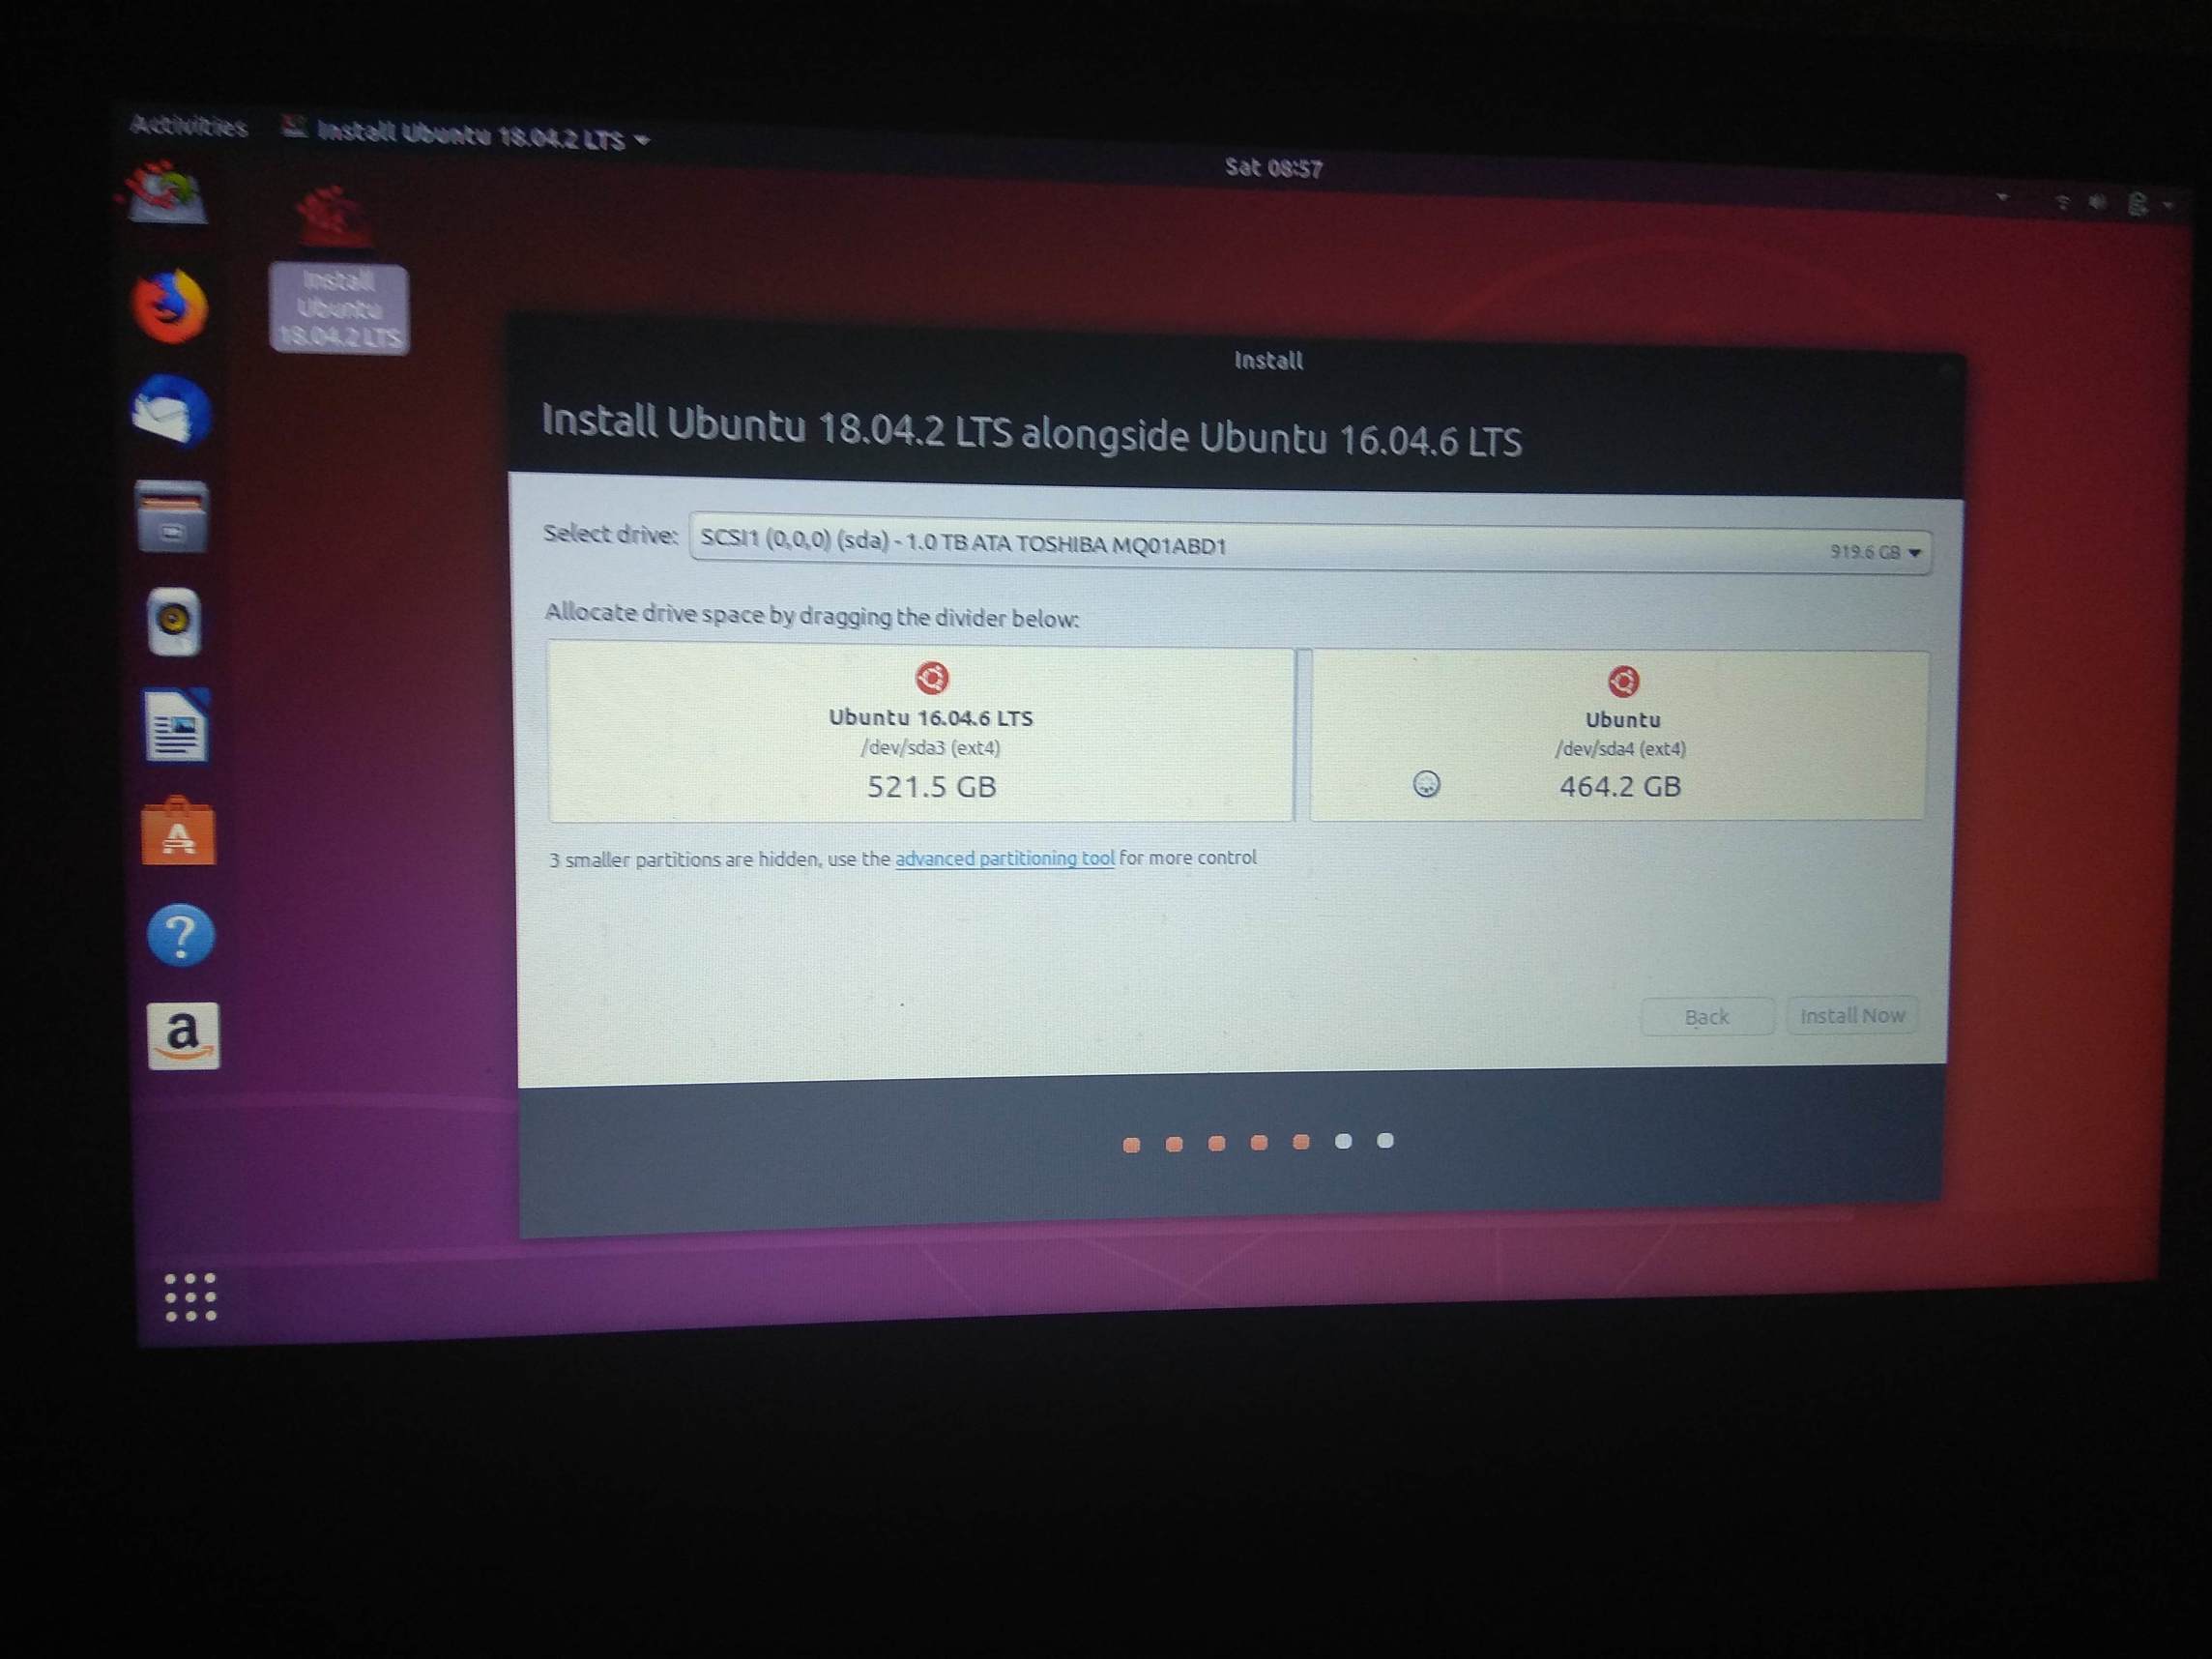 Activities
Install Ubuntu 18.04.2 LTS
Sat 08:57
Install
Ubuntu
18.04.2 LTS
Install
Install Ubuntu 18.04.2 LTS alongside Ubuntu 16.04.6 LTS
Select drive: SCSI1 (0,0,0) (sda) - 1.0 TB ATA TOSHIBA MQ01ABD1 919.6 GB
Allocate drive space by dragging the divider below:
Ubuntu 16.04.6 LTS
/dev/sda3 (ext4)
521.5 GB
Ubuntu
/dev/sda4 (ext4)
464.2 GB
3 smaller partitions are hidden, use the advanced partitioning tool for more control
Back
Install Now